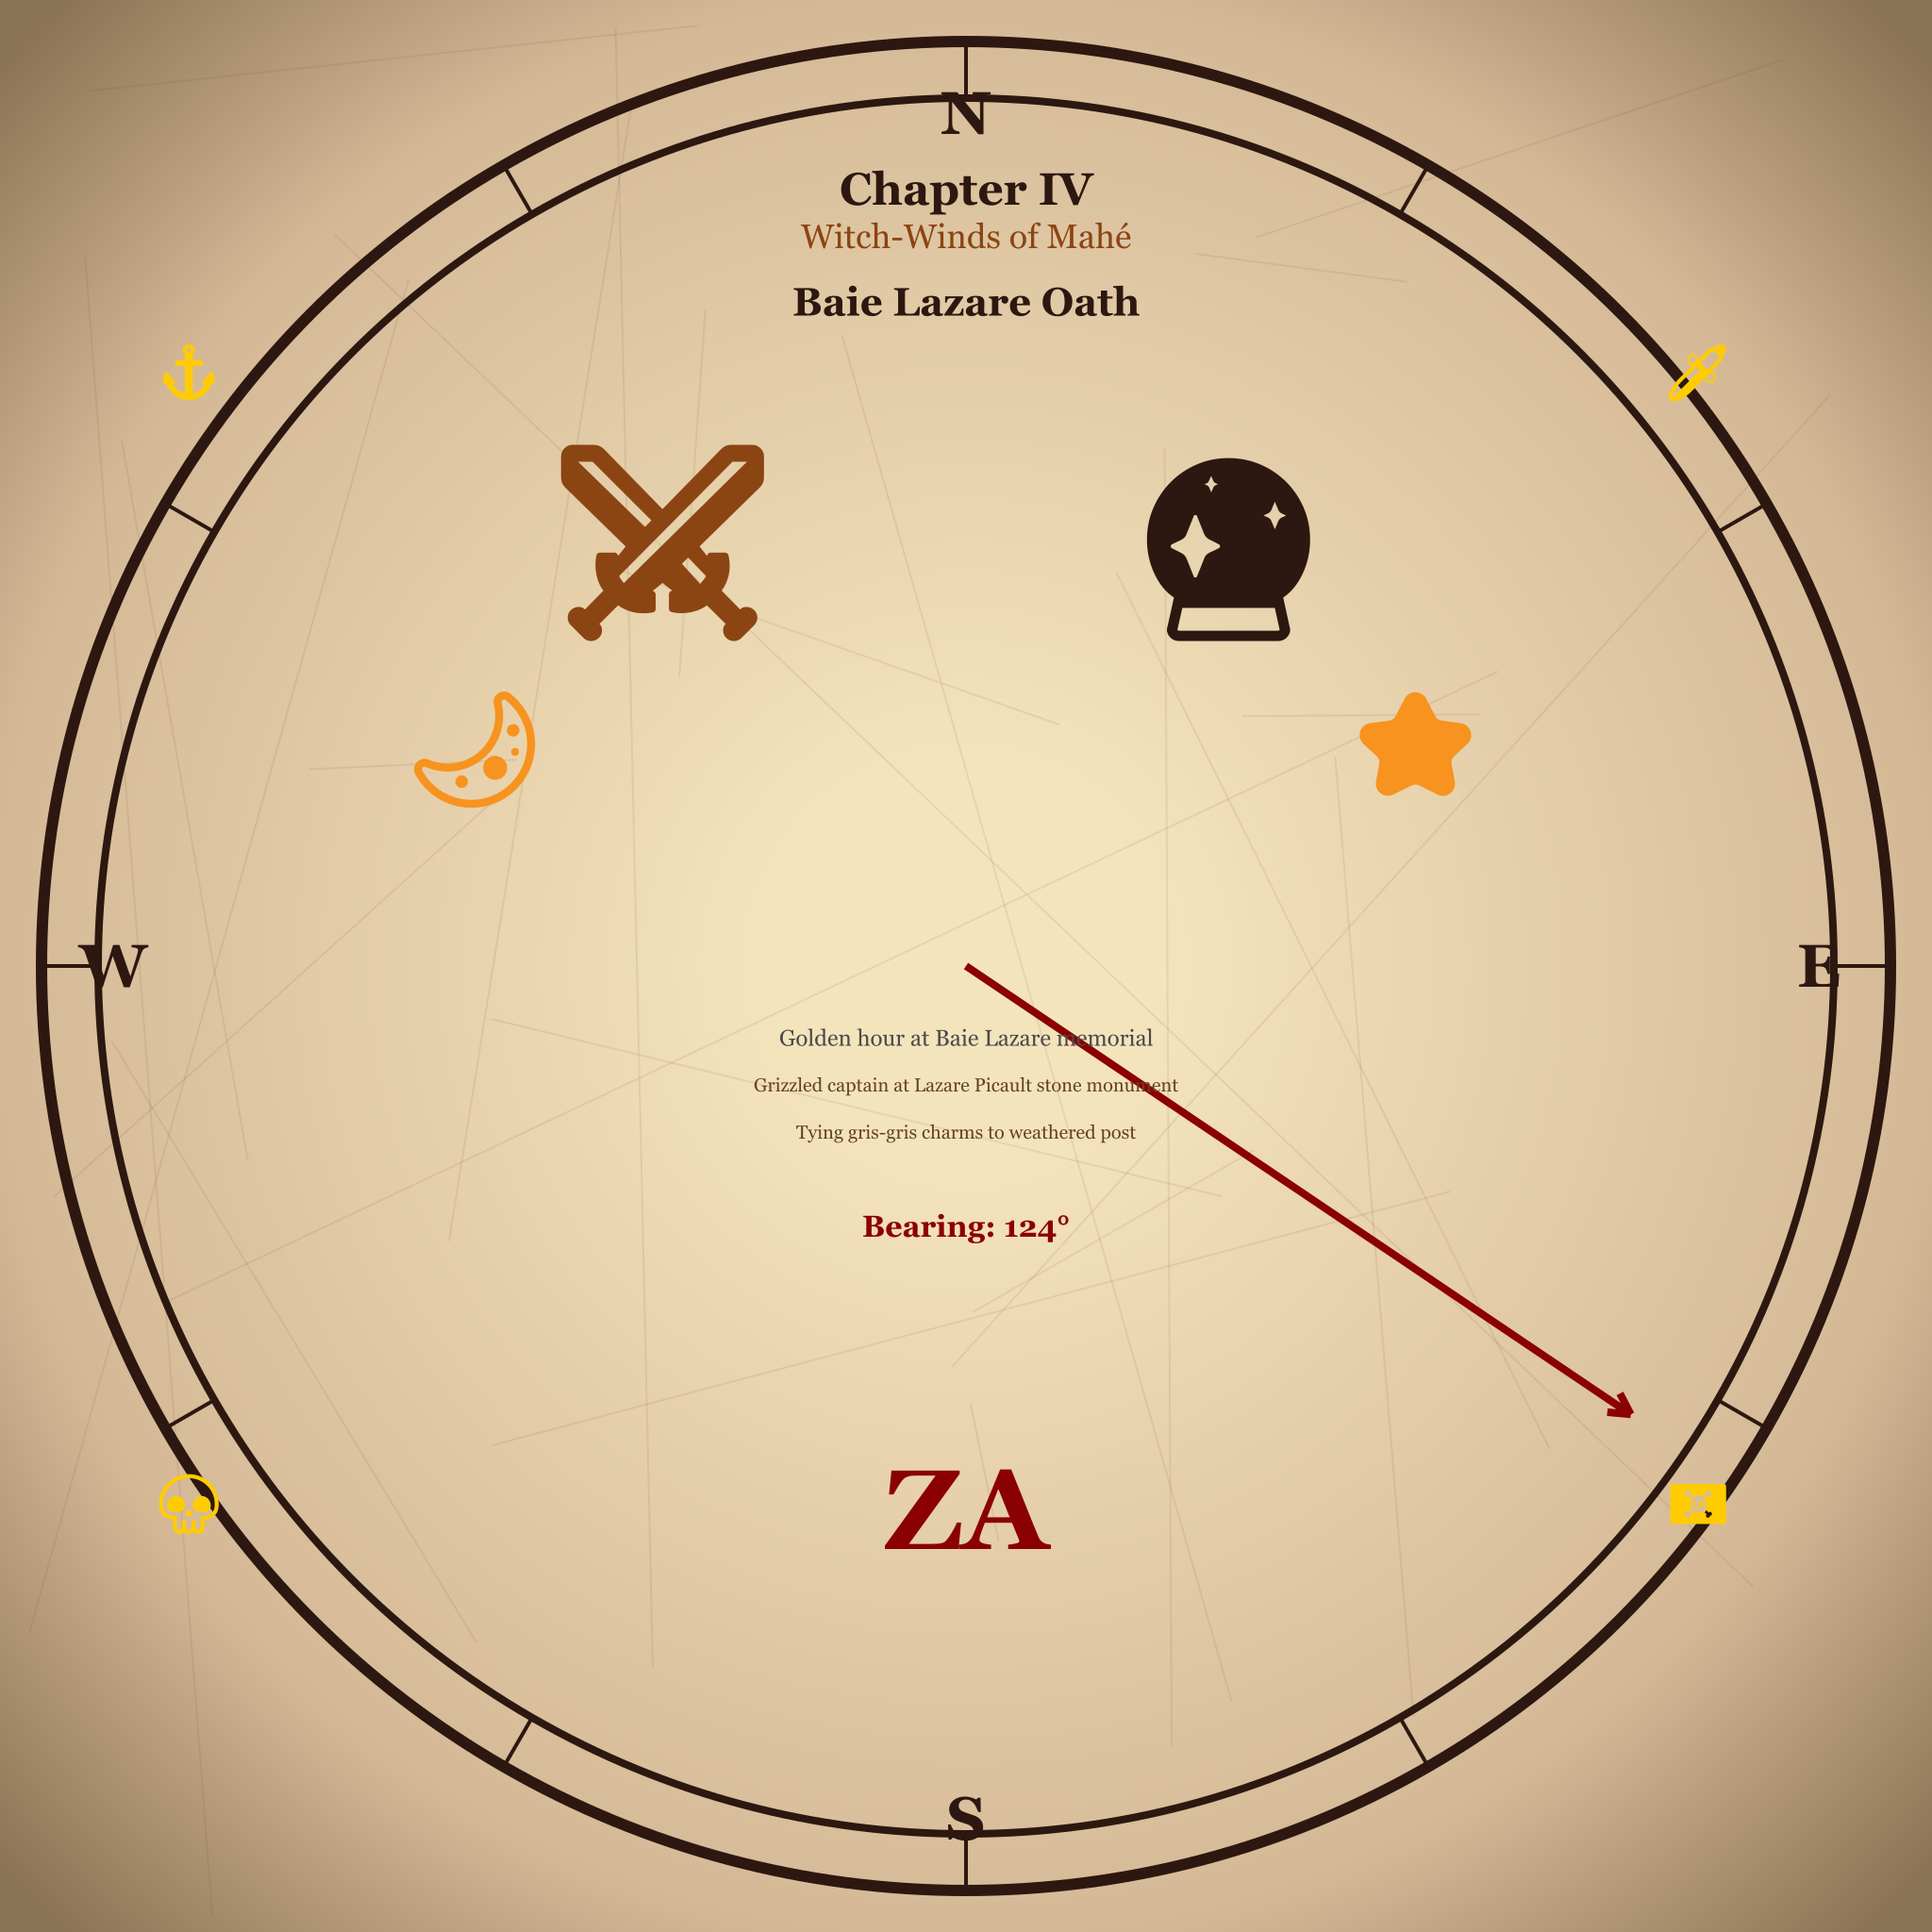 N
Chapter IV
Witch-Winds of Mahé
Baie Lazare Oath
W
E
Golden hour at Baie Lazare memorial
Grizzled captain at Lazare Picault stone monument
Tying gris-gris charms to weathered post
Bearing: 124°
ZA
S